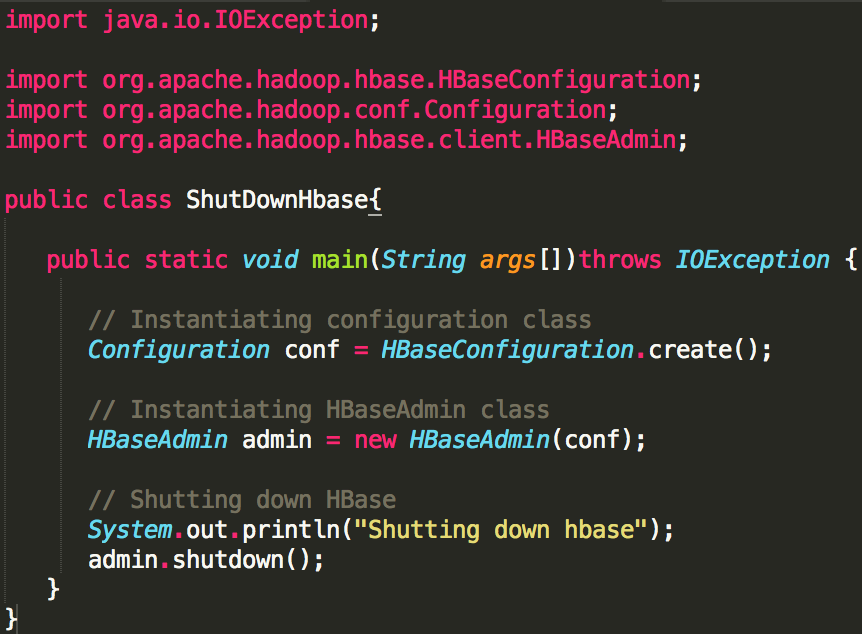 import java.io.IOException;
import org.apache.hadoop.hbase.HBaseConfiguration;
import org.apache.hadoop.conf.Configuration;
import org.apache.hadoop.hbase.client.HBaseAdmin;
public class ShutDownHbase{
public static void main(String args[])throws IOException {
// Instantiating configuration class
Configuration conf = HBaseConfiguration.create();
// Instantiating HBaseAdmin class
HBaseAdmin admin = new HBaseAdmin(conf);
// Shutting down HBase
System.out.println("Shutting down hbase");
admin.shutdown();
}
}